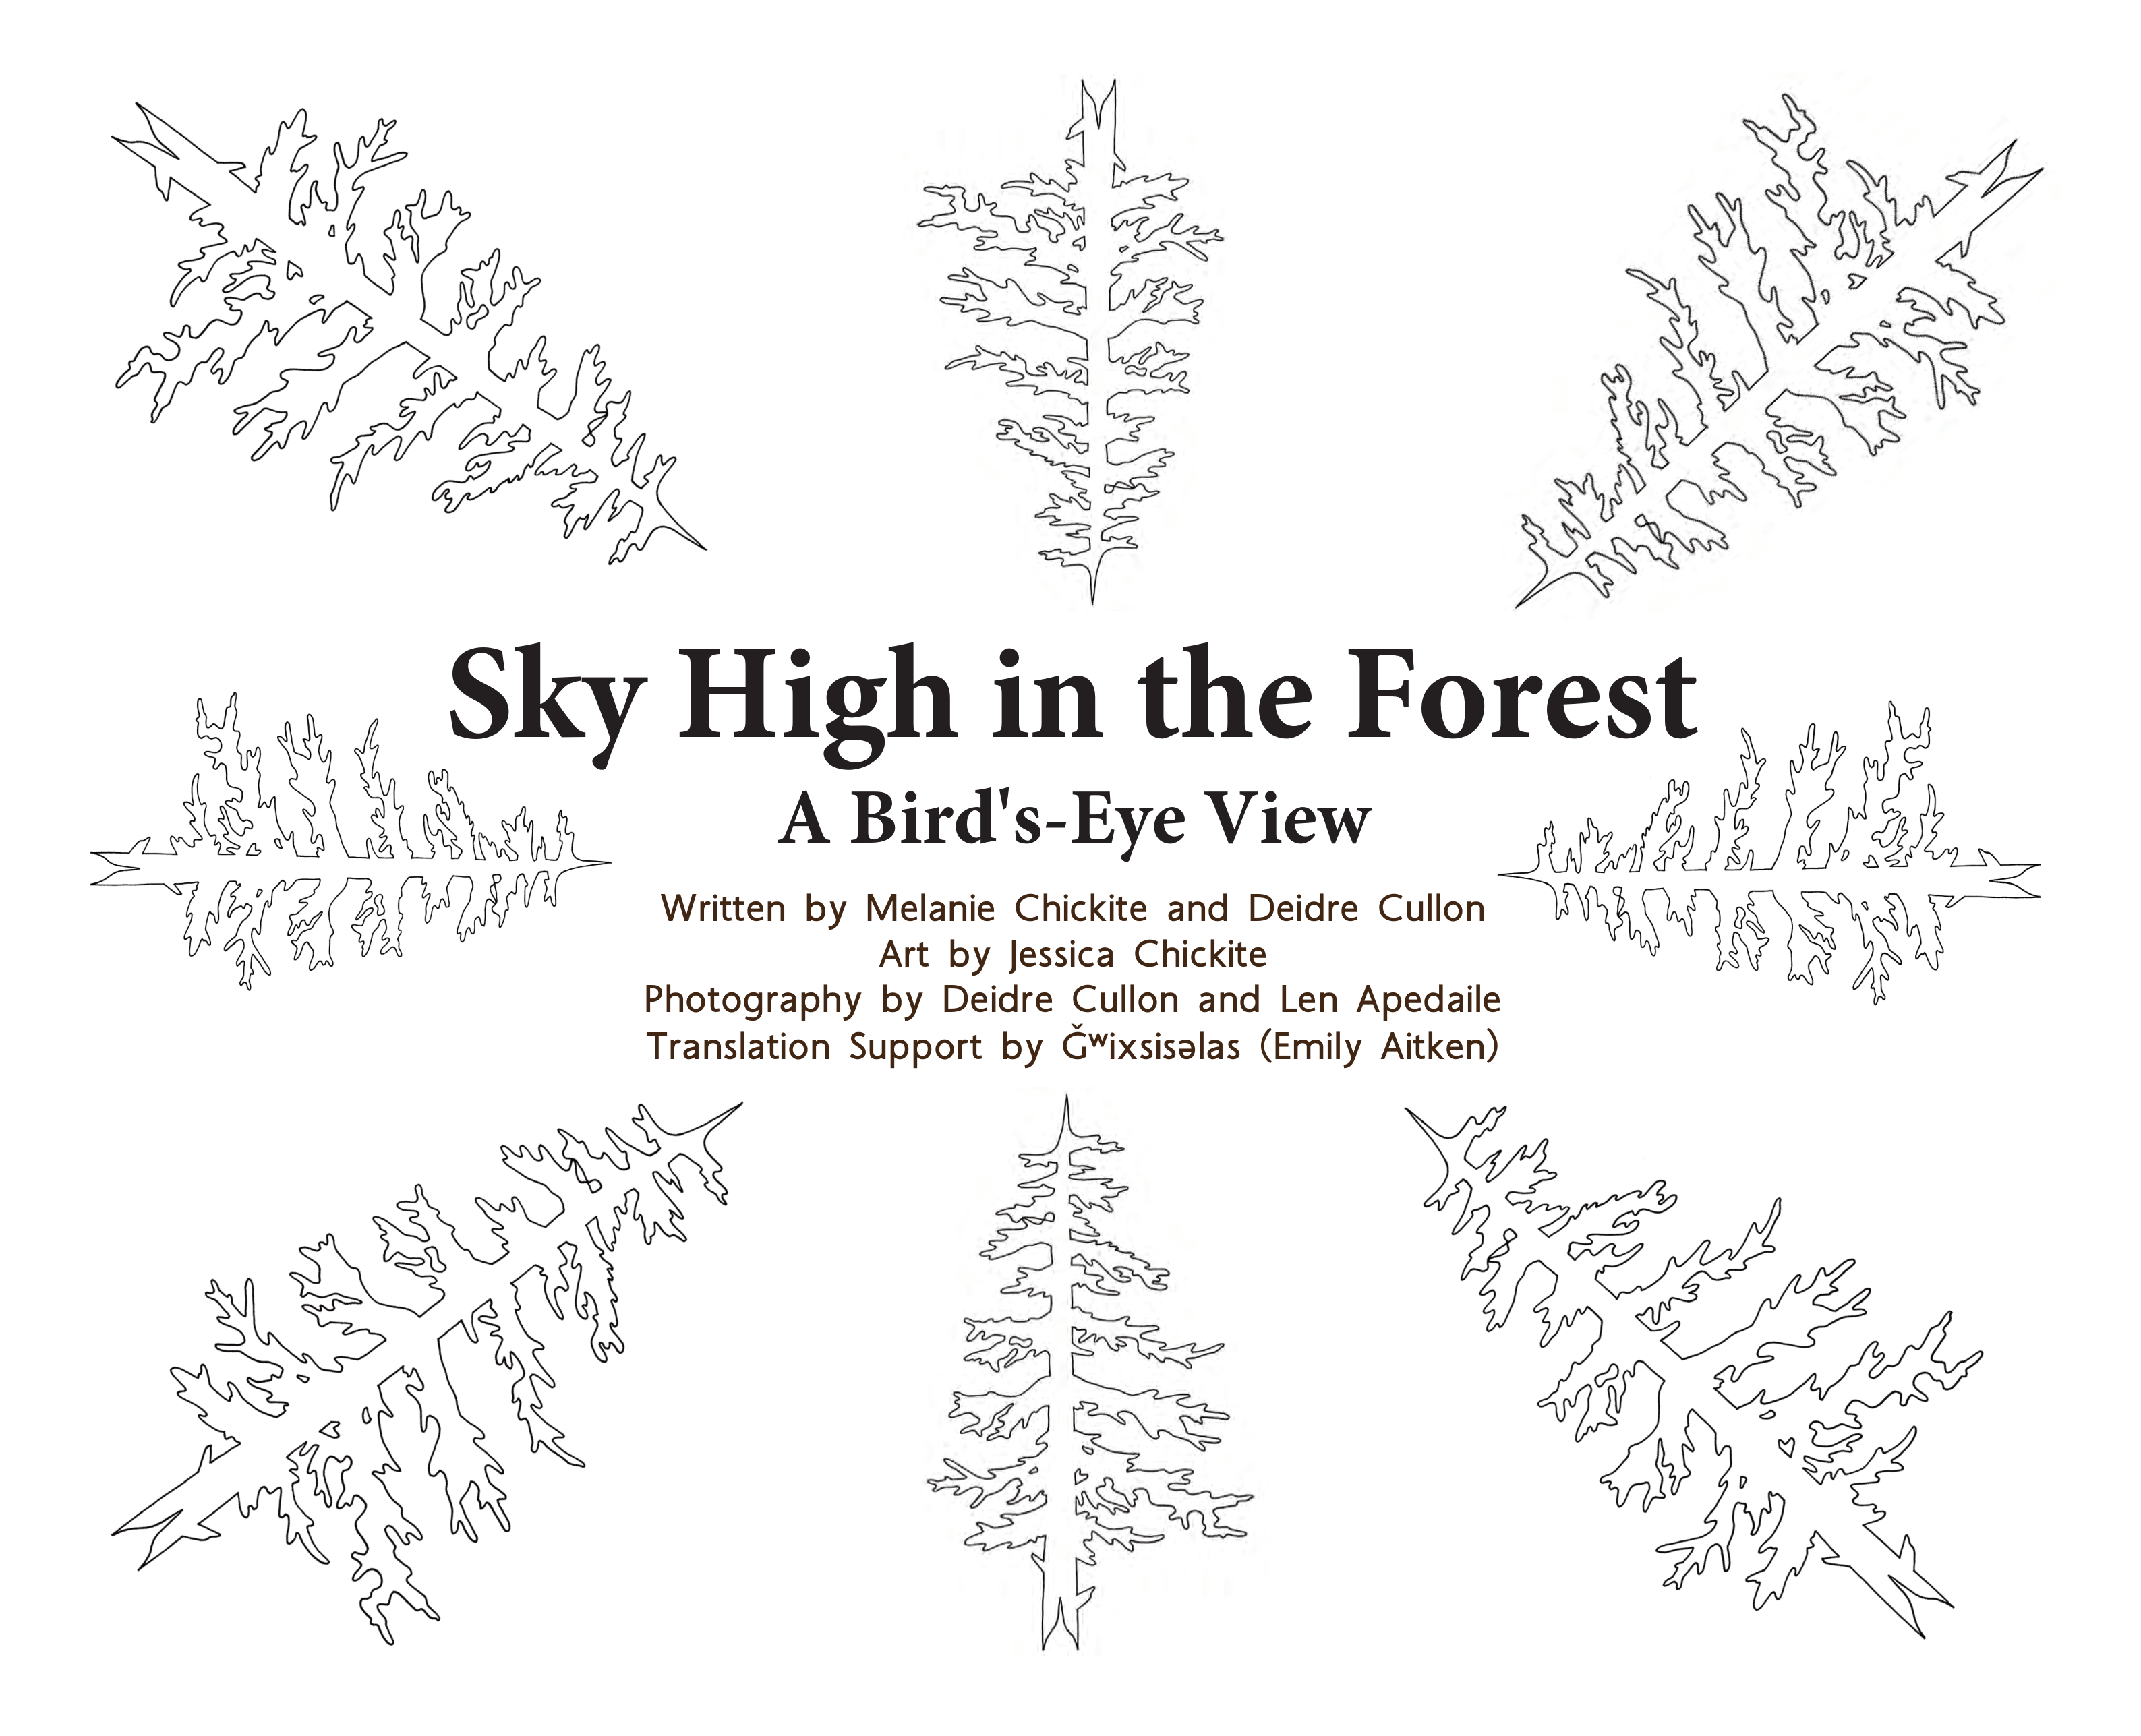 Sky High in the Forest
A Bird's-Eye View
Written by Melanie Chickite and Deidre Cullon
Art by Jessica Chickite
Photography by Deidre Cullon and Len Apedaile
Translation Support by Ǧʷixsisəlas (Emily Aitken)